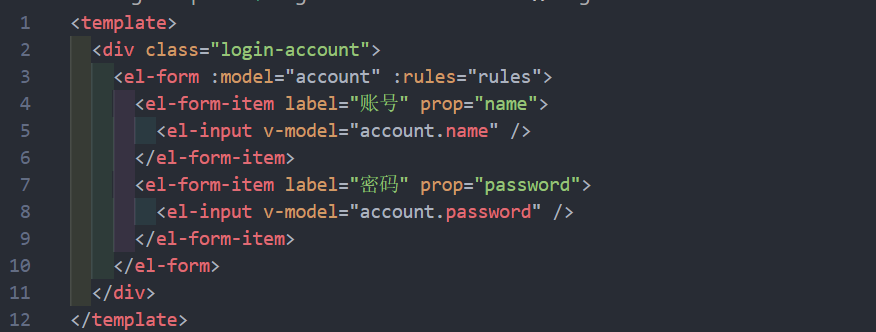 1 <template>
2 <div class="login-account">
3 <el-form :model="account" :rules="rules">
4 <el-form-item label="账号" prop="name">
5 <el-input v-model="account.name" />
6 </el-form-item>
7 <el-form-item label="密码" prop="password">
8 <el-input v-model="account.password" />
9 </el-form-item>
10 </el-form>
11 </div>
12 </template>